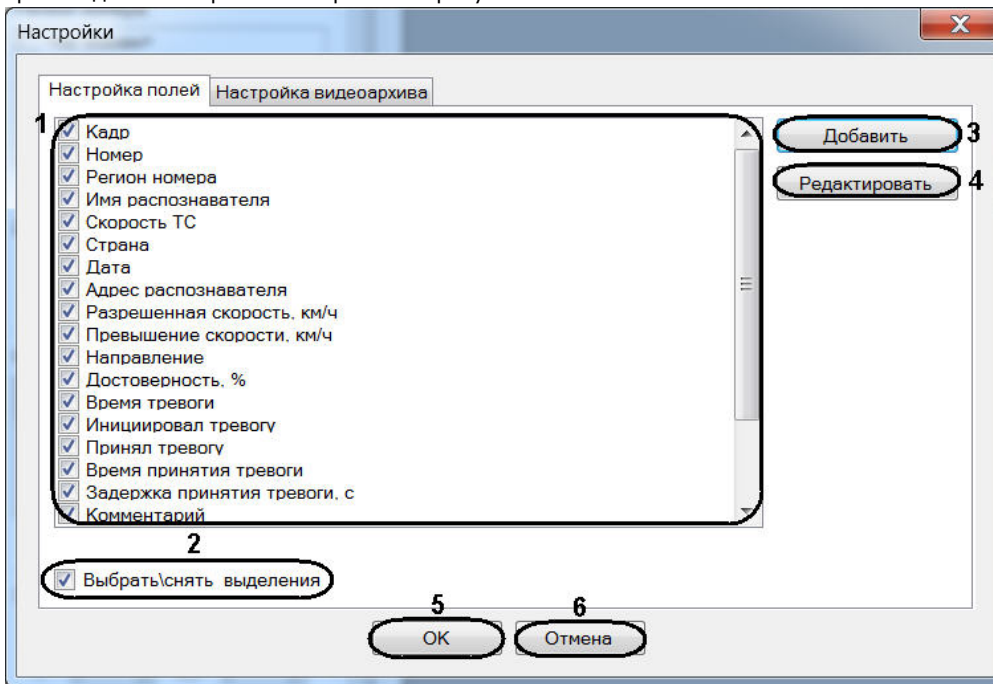 Настройки
Настройка полей Настройка видеоархива
1 Кадр
Добавить 3
Номер
Регион номера
Редактировать 4
Имя распознавателя
Скорость ТС
Страна
Дата
Адрес распознавателя
Разрешенная скорость, км/ч
Превышение скорости, км/ч
Направление
Достоверность, %
Время тревоги
Инициировал тревогу
Принял тревогу
Время принятия тревоги
Задержка принятия тревоги, с
Комментарий
2
Выбрать\снять выделения
5 6
OK Отмена